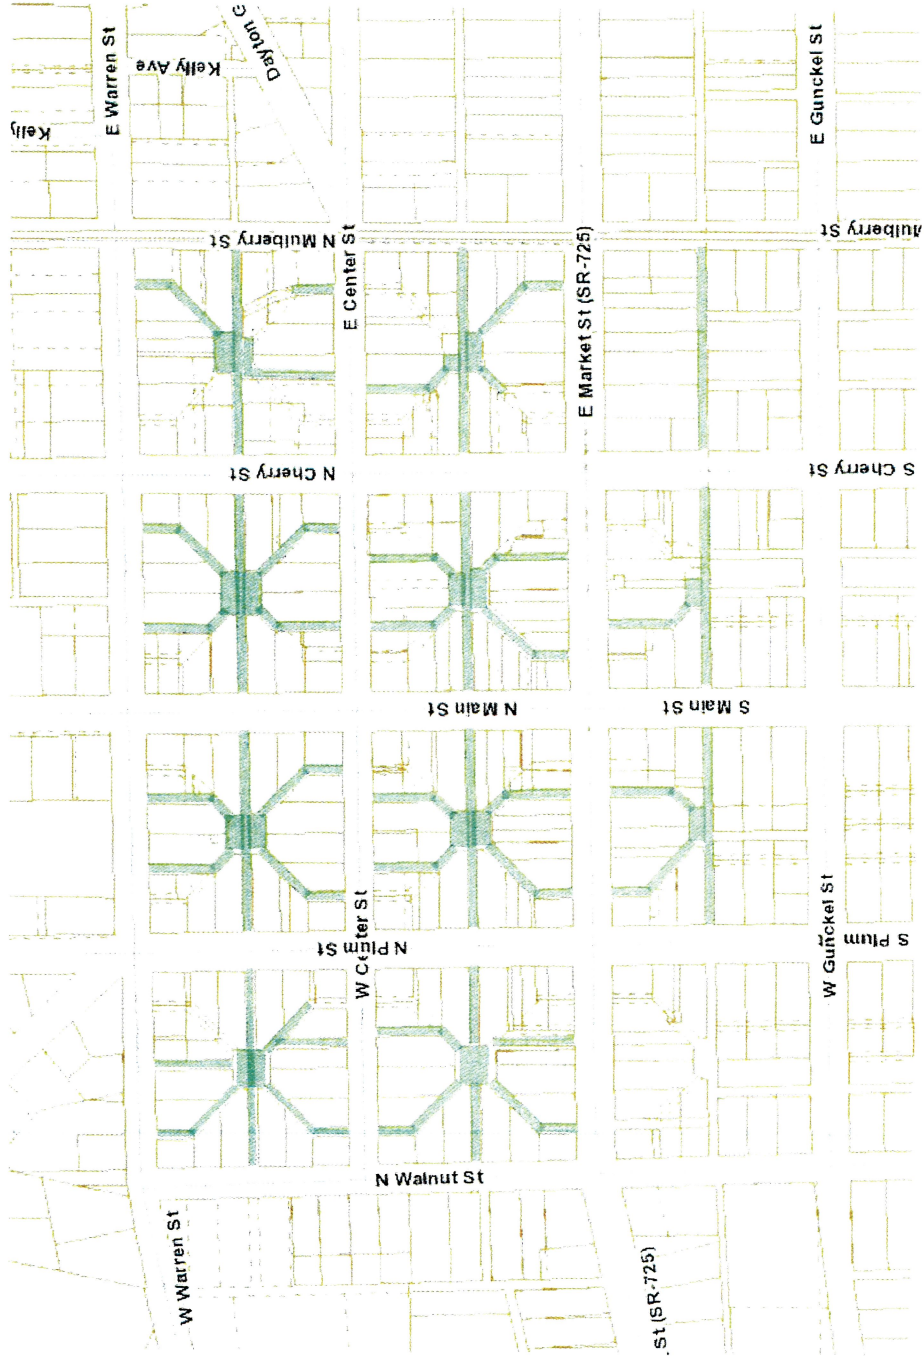 E Warren St
Kelly Ave
Dayton
E Gunckel St
Kelly
N Mulberry St
E Center St
E Market St (SR-725)
Mulberry St
N Cherry St
S Cherry St
N Main St
S Main St
N Plum St
W Center St
W Gunckel St
S Plum
N Walnut St
W Warren St
St (SR-725)